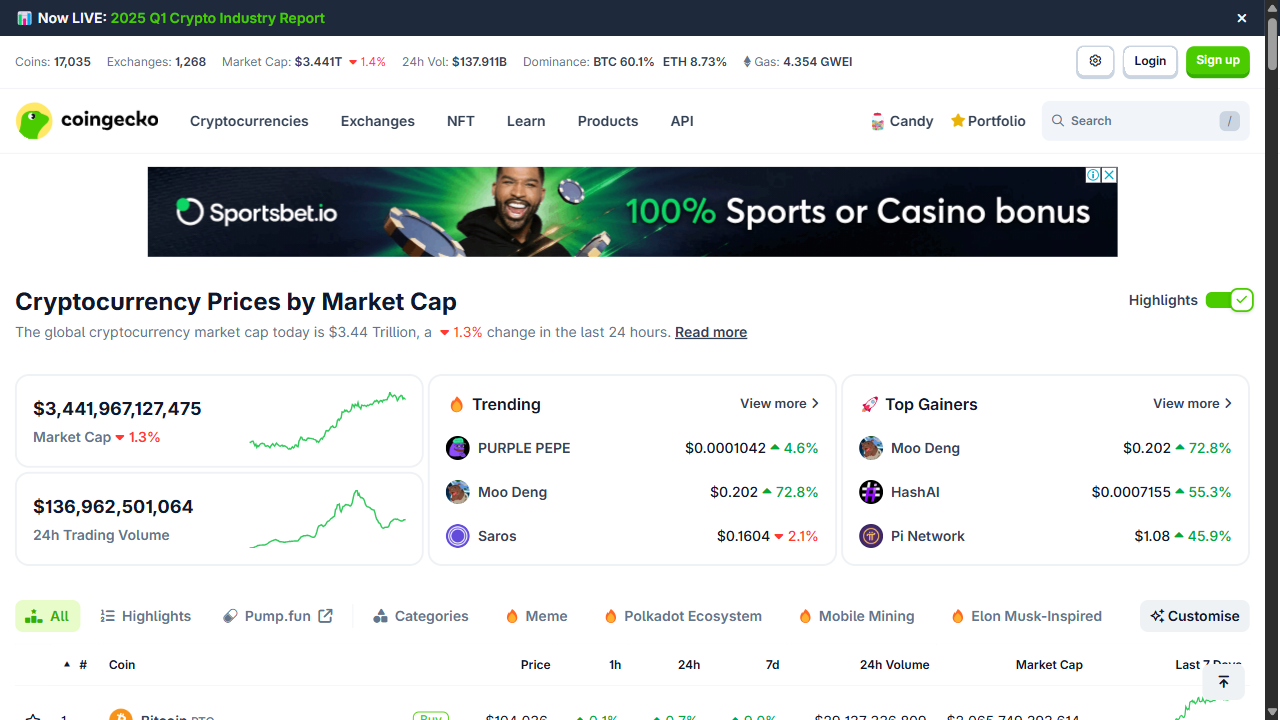 Now LIVE: 2025 Q1 Crypto Industry Report
Coins: 17,035 Exchanges: 1,268 Market Cap: $3.441T 1.4% 24h Vol: $137.911B Dominance: BTC 60.1% ETH 8.73% Gas: 4.354 GWEI
Login
Sign up
coingecko
Cryptocurrencies Exchanges NFT Learn Products API
Candy Portfolio Search /
Sportsbet.io 100% Sports or Casino bonus
Cryptocurrency Prices by Market Cap
Highlights
The global cryptocurrency market cap today is $3.44 Trillion, a 1.3% change in the last 24 hours. Read more
$3,441,967,127,475
Market Cap 1.3%
$136,962,501,064
24h Trading Volume
Trending View more
PURPLE PEPE $0.0001042 4.6%
Moo Deng $0.202 72.8%
Saros $0.1604 2.1%
Top Gainers View more
Moo Deng $0.202 72.8%
HashAI $0.0007155 55.3%
Pi Network $1.08 45.9%
All Highlights Pump.fun Categories Meme Polkadot Ecosystem Mobile Mining Elon Musk-Inspired Customise
# Coin Price 1h 24h 7d 24h Volume Market Cap Last 7 Days
1 Bitcoin BTC Buy